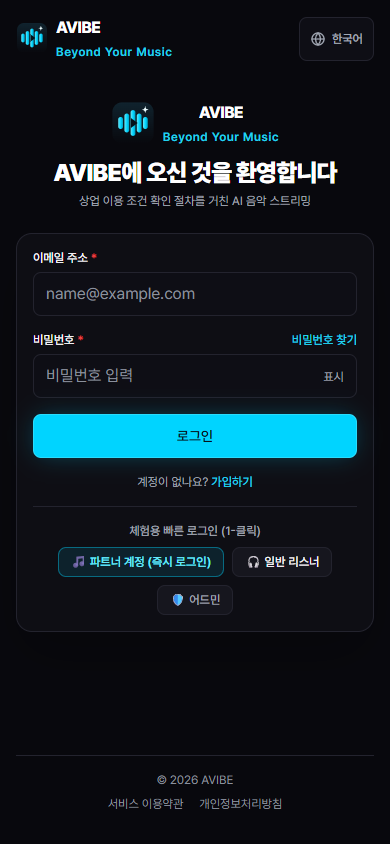 AVIBE
Beyond Your Music
한국어
AVIBE
Beyond Your Music
AVIBE에 오신 것을 환영합니다
상업 이용 조건 확인 절차를 거친 AI 음악 스트리밍
이메일 주소 *
name@example.com
비밀번호 * 비밀번호 찾기
비밀번호 입력 표시
로그인
계정이 없나요? 가입하기
체험용 빠른 로그인 (1-클릭)
🎵 파트너 계정 (즉시 로그인) 🎧 일반 리스너
🛡️ 어드민
© 2026 AVIBE
서비스 이용약관 개인정보처리방침